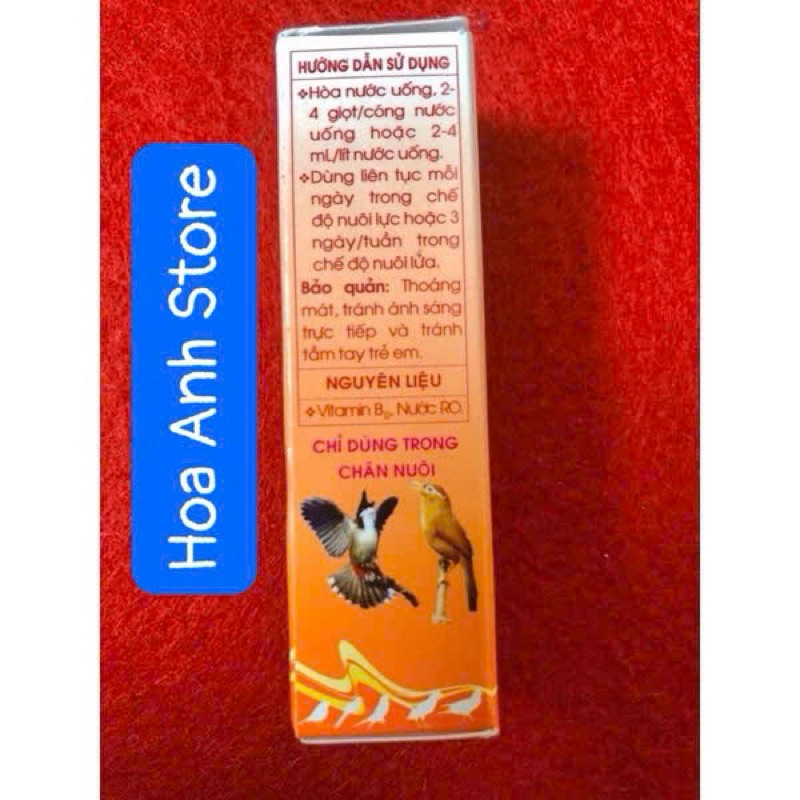 HƯỚNG DẪN SỬ DỤNG
❖Hòa nước uống, 2-
4 giọt/cóng nước
uống hoặc 2-4
mL/lít nước uống.
❖Dùng liên tục mỗi
ngày trong chế
độ nuôi lực hoặc 3
ngày/tuần trong
chế độ nuôi lửa.
Bảo quản: Thoáng
mát, tránh ánh sáng
trực tiếp và tránh
tầm tay trẻ em.
NGUYÊN LIỆU
❖Vitamin B₁₂, Nước RO.
CHỈ DÙNG TRONG
CHĂN NUÔI
Hoa Anh Store